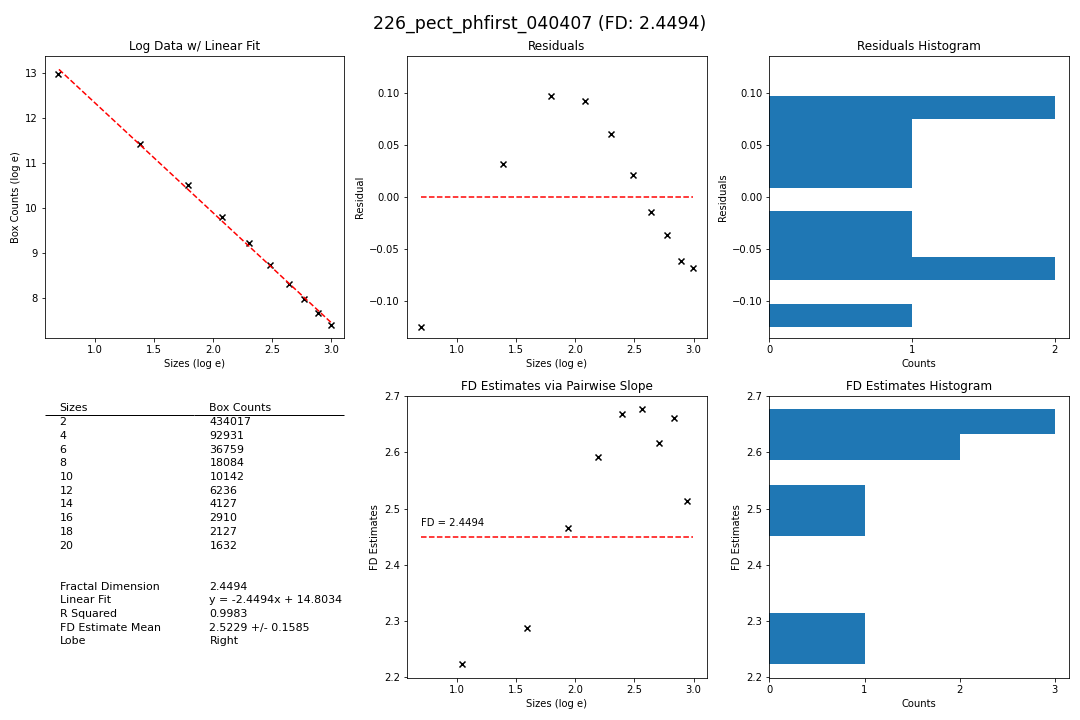 226_pect_phfirst_040407 (FD: 2.4494)
Log Data w/ Linear Fit
Box Counts (log e)
13
12
11
10
9
8
1.0 1.5 2.0 2.5 3.0
Sizes (log e)
Residuals
Residual
0.10
0.05
0.00
−0.05
−0.10
1.0 1.5 2.0 2.5 3.0
Sizes (log e)
Residuals Histogram
Residuals
0.10
0.05
0.00
−0.05
−0.10
0 1 2
Counts
Sizes Box Counts
2 434017
4 92931
6 36759
8 18084
10 10142
12 6236
14 4127
16 2910
18 2127
20 1632
Fractal Dimension 2.4494
Linear Fit y = -2.4494x + 14.8034
R Squared 0.9983
FD Estimate Mean 2.5229 +/- 0.1585
Lobe Right
FD Estimates via Pairwise Slope
FD Estimates
2.7
2.6
2.5
2.4
2.3
2.2
FD = 2.4494
1.0 1.5 2.0 2.5 3.0
Sizes (log e)
FD Estimates Histogram
FD Estimates
2.7
2.6
2.5
2.4
2.3
2.2
0 1 2 3
Counts